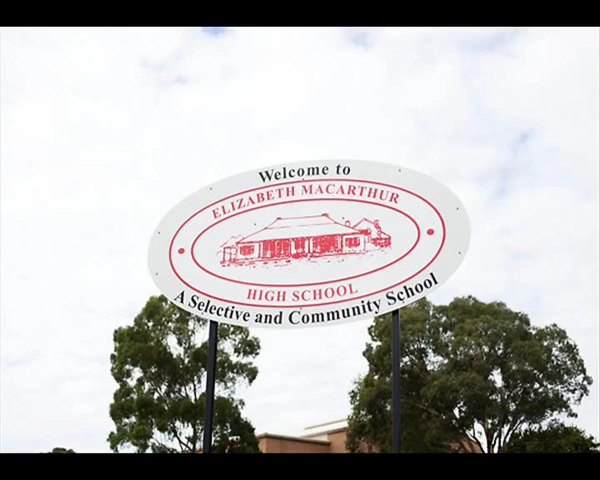 Welcome to
ELIZABETH MACARTHUR
HIGH SCHOOL
A Selective and Community School